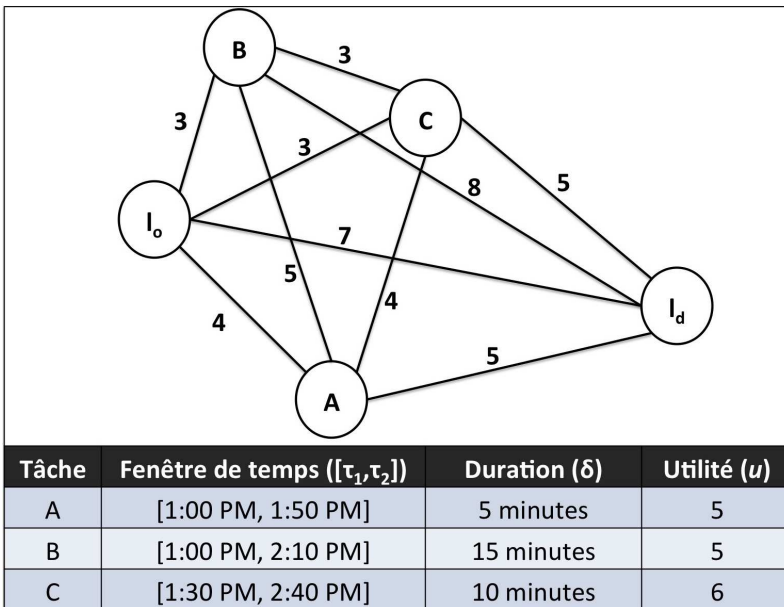 B
3
C
3
3
8
5
I₀
7
5
4
I_d
4
5
A
Tâche Fenêtre de temps ([τ₁,τ₂]) Duration (δ) Utilité (u)
A [1:00 PM, 1:50 PM] 5 minutes 5
B [1:00 PM, 2:10 PM] 15 minutes 5
C [1:30 PM, 2:40 PM] 10 minutes 6